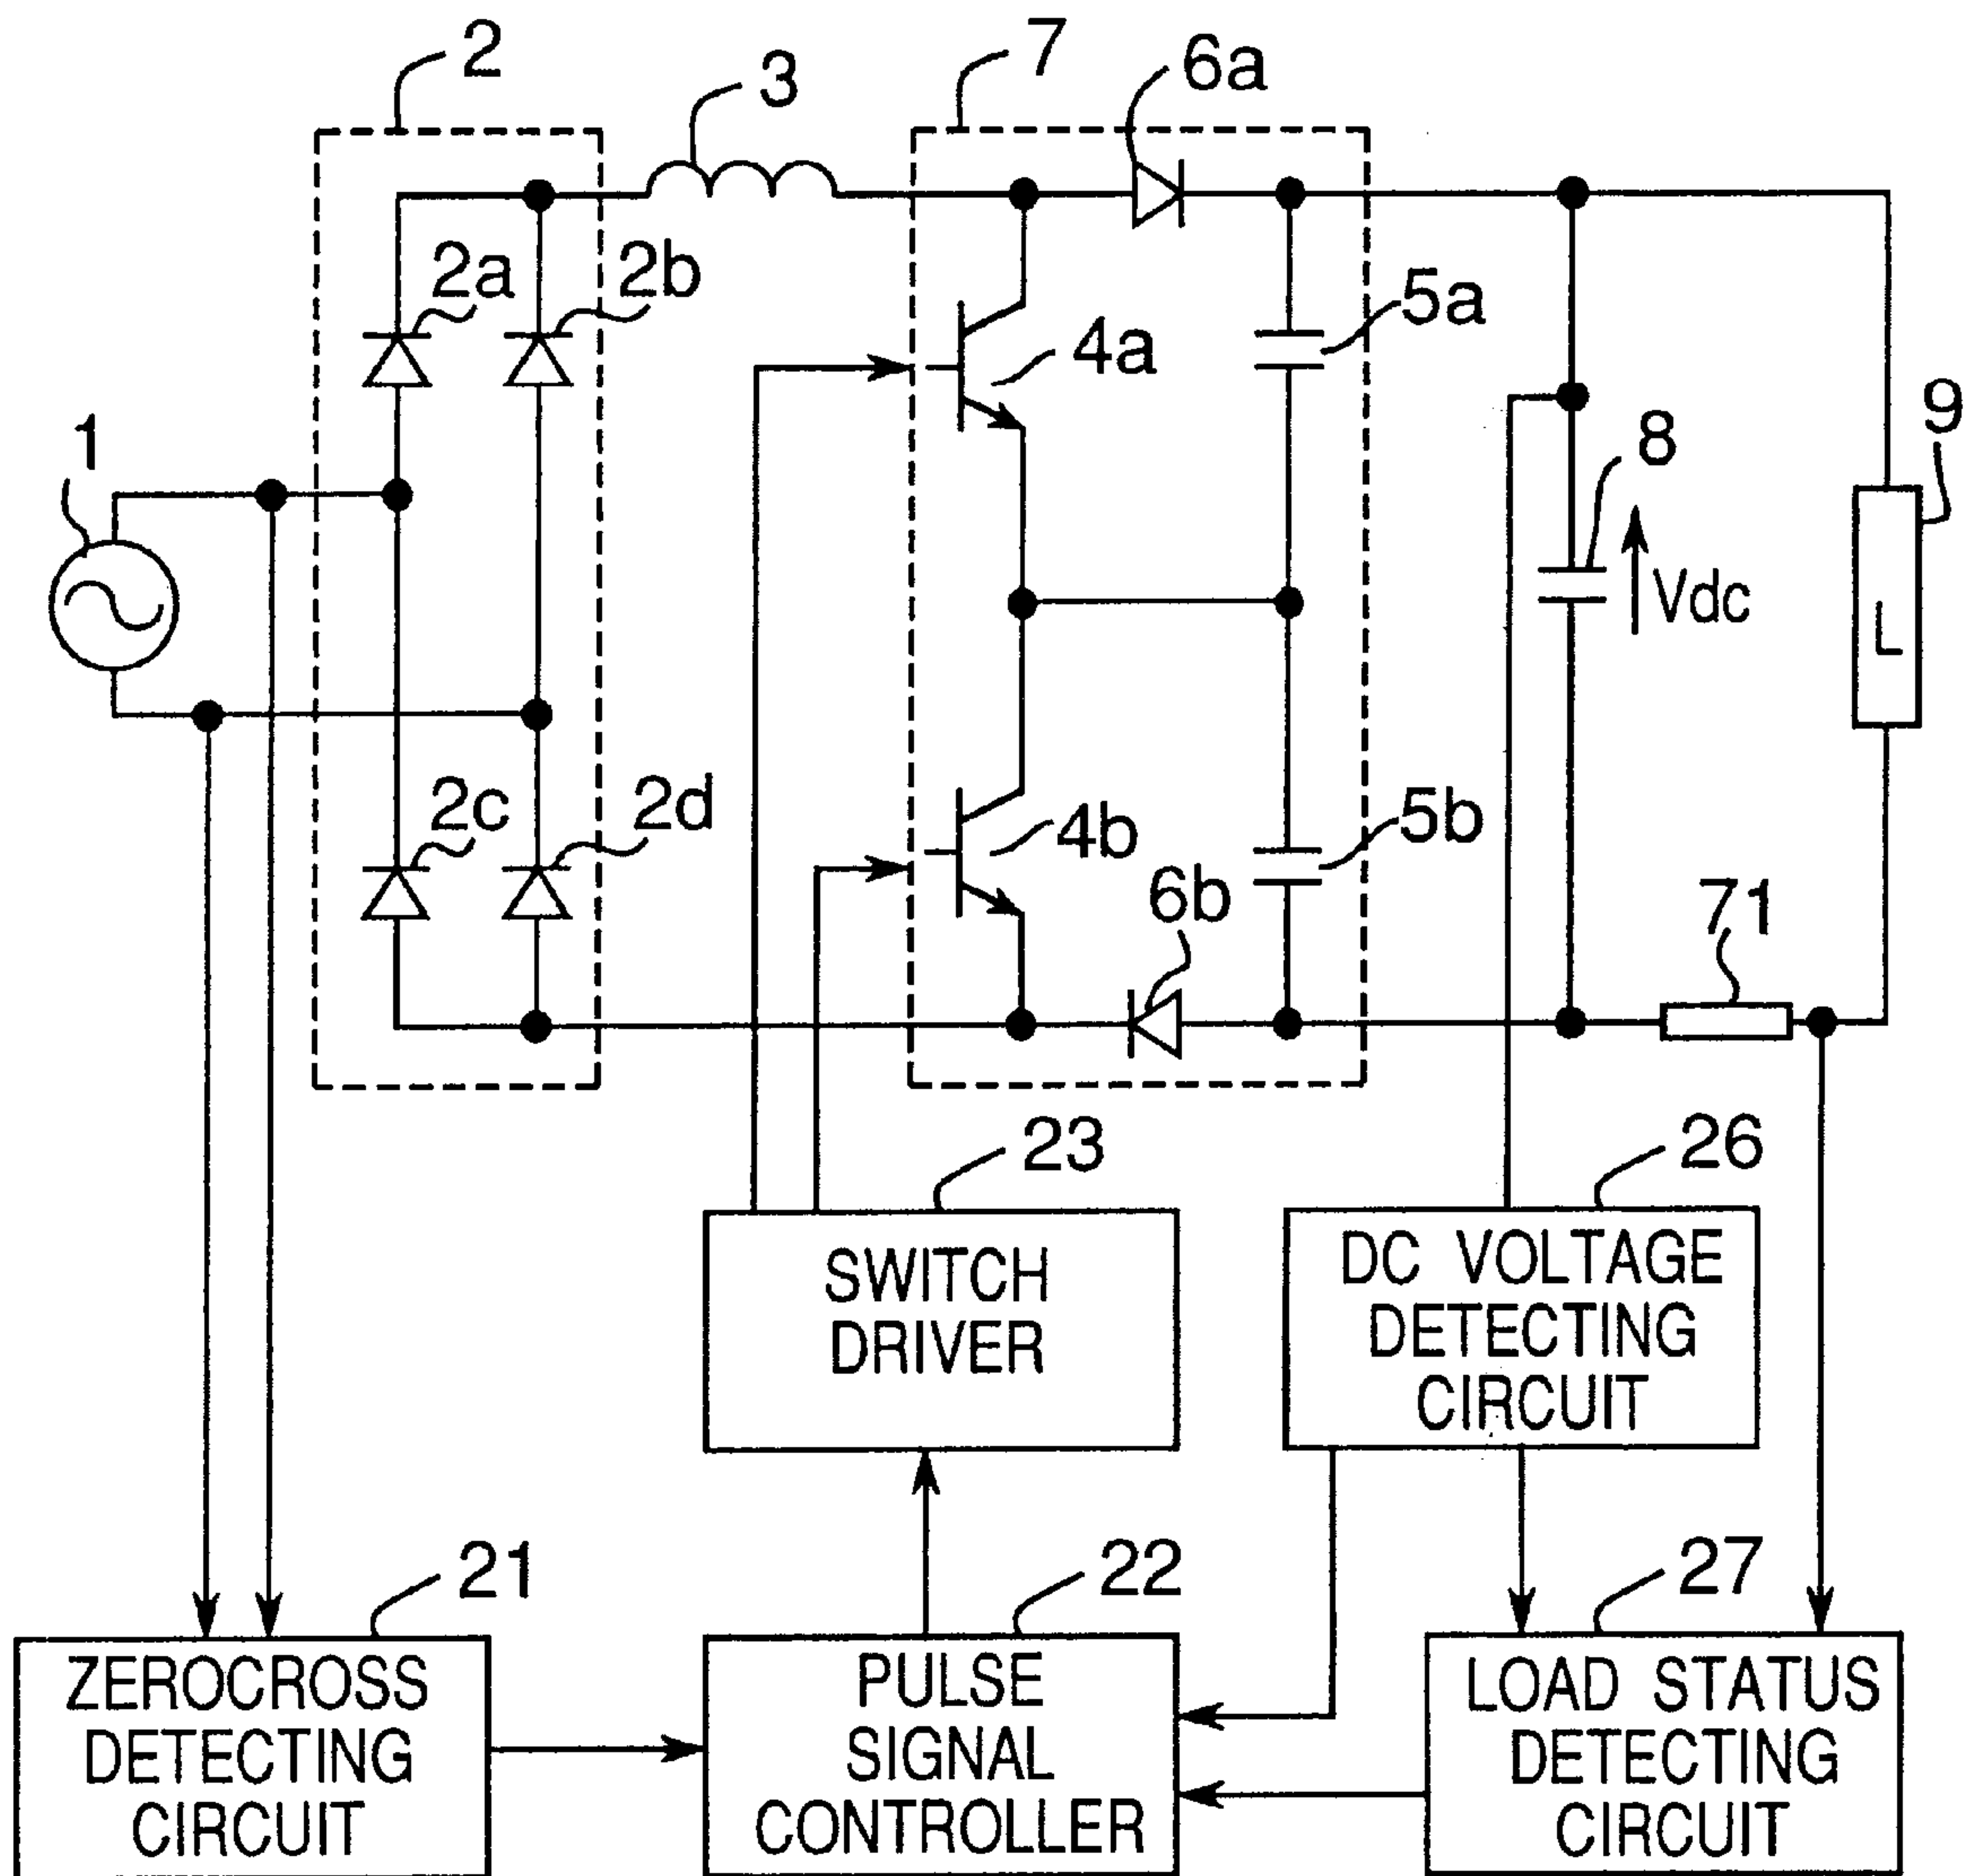 2
3
7
6a
2a
2b
5a
4a
1
8
9
Vdc
L
2c
2d
4b
5b
6b
71
23
26
SWITCH
DRIVER
DC VOLTAGE
DETECTING
CIRCUIT
21
22
27
ZEROCROSS
DETECTING
CIRCUIT
PULSE
SIGNAL
CONTROLLER
LOAD STATUS
DETECTING
CIRCUIT